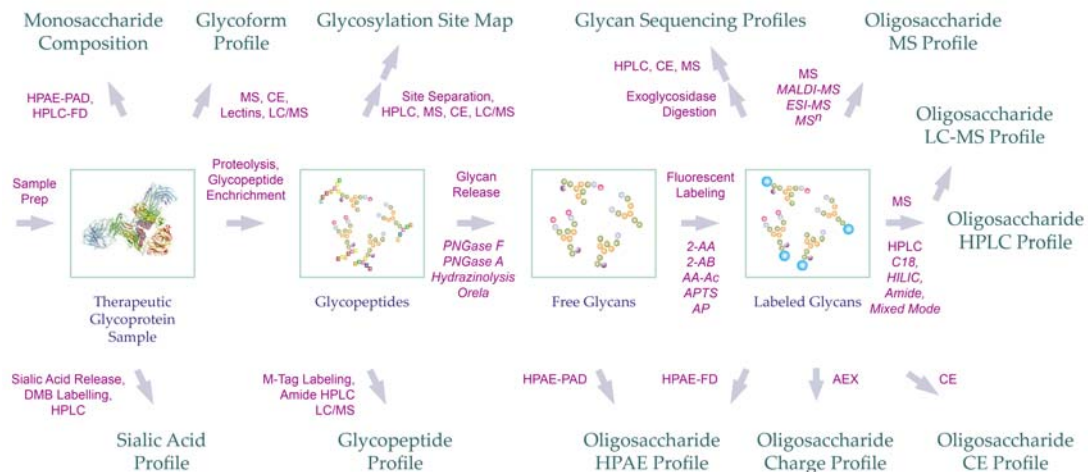 Monosaccharide
Composition
Glycoform
Profile
Glycosylation Site Map
Glycan Sequencing Profiles
Oligosaccharide
MS Profile
HPAE-PAD,
HPLC-FD
MS, CE,
Lectins, LC/MS
Site Separation,
HPLC, MS, CE, LC/MS
HPLC, CE, MS
Exoglycosidase
Digestion
MS
MALDI-MS
ESI-MS
MSn
Oligosaccharide
LC-MS Profile
Sample
Prep
Proteolysis,
Glycopeptide
Enchrichment
Glycan
Release
Fluorescent
Labeling
MS
Oligosaccharide
HPLC Profile
PNGase F
PNGase A
Hydrazinolysis
Orela
2-AA
2-AB
AA-Ac
APTS
AP
HPLC
C18,
HILIC,
Amide,
Mixed Mode
Therapeutic
Glycoprotein
Sample
Glycopeptides
Free Glycans
Labeled Glycans
Sialic Acid Release,
DMB Labelling,
HPLC
M-Tag Labeling,
Amide HPLC
LC/MS
HPAE-PAD
HPAE-FD
AEX
CE
Sialic Acid
Profile
Glycopeptide
Profile
Oligosaccharide
HPAE Profile
Oligosaccharide
Charge Profile
Oligosaccharide
CE Profile